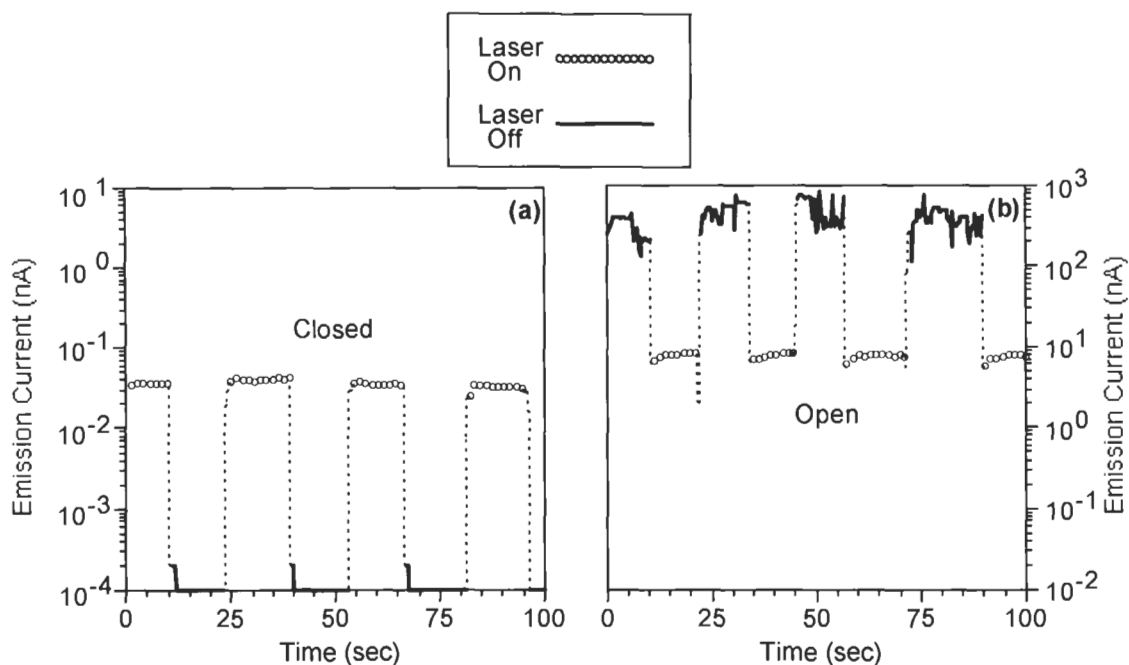 Laser
On
Laser
Off
(a)
Closed
Emission Current (nA)
10^1
10^0
10^-1
10^-2
10^-3
10^-4
0 25 50 75 100
Time (sec)
(b)
Open
10^3
10^2
10^1
10^0
10^-1
10^-2
Emission Current (nA)
0 25 50 75 100
Time (sec)